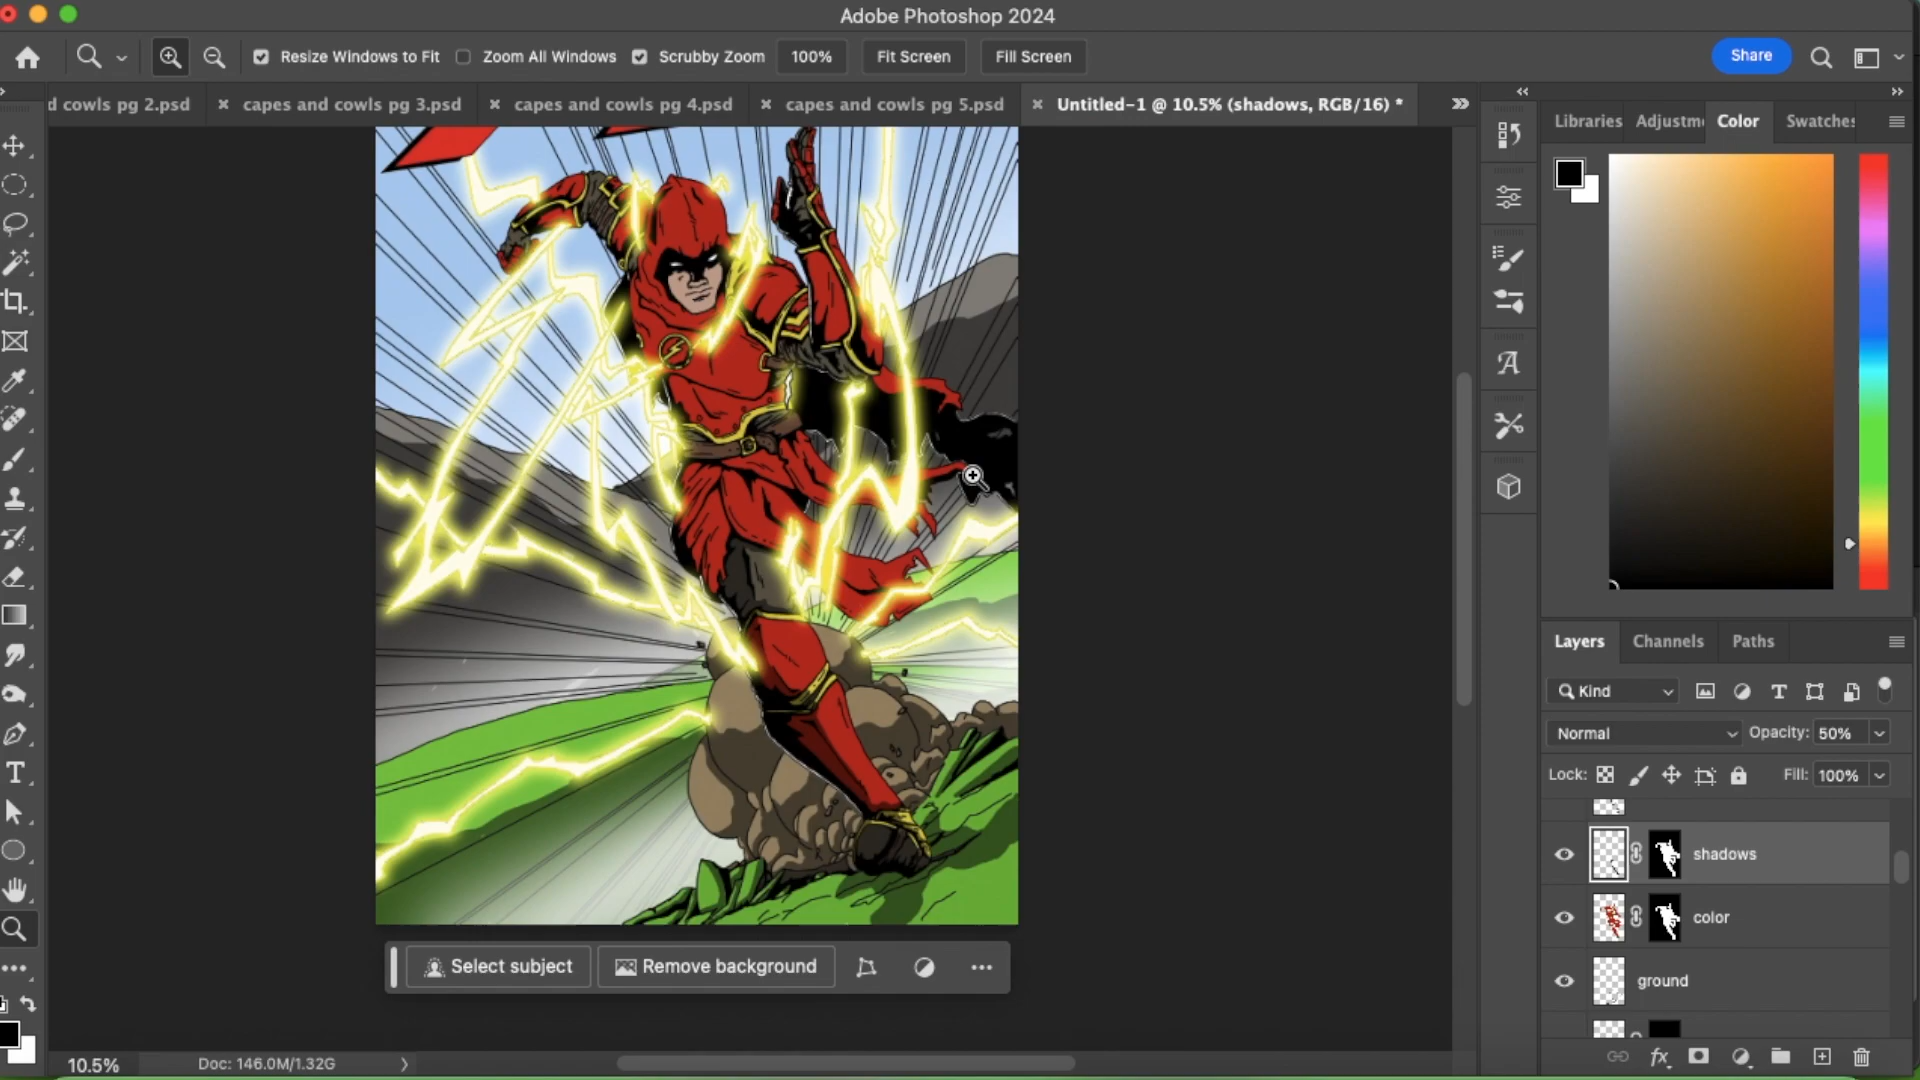 Adobe Photoshop 2024
Resize Windows to Fit Zoom All Windows Scrubby Zoom 100% Fit Screen Fill Screen Share
d cowls pg 2.psd × capes and cowls pg 3.psd × capes and cowls pg 4.psd × capes and cowls pg 5.psd × Untitled-1 @ 10.5% (shadows, RGB/16) *
Libraries Adjustm Color Swatches
Layers Channels Paths
Kind
Normal Opacity: 50%
Lock: Fill: 100%
shadows
color
ground
Select subject Remove background
10.5% Doc: 146.0M/1.32G